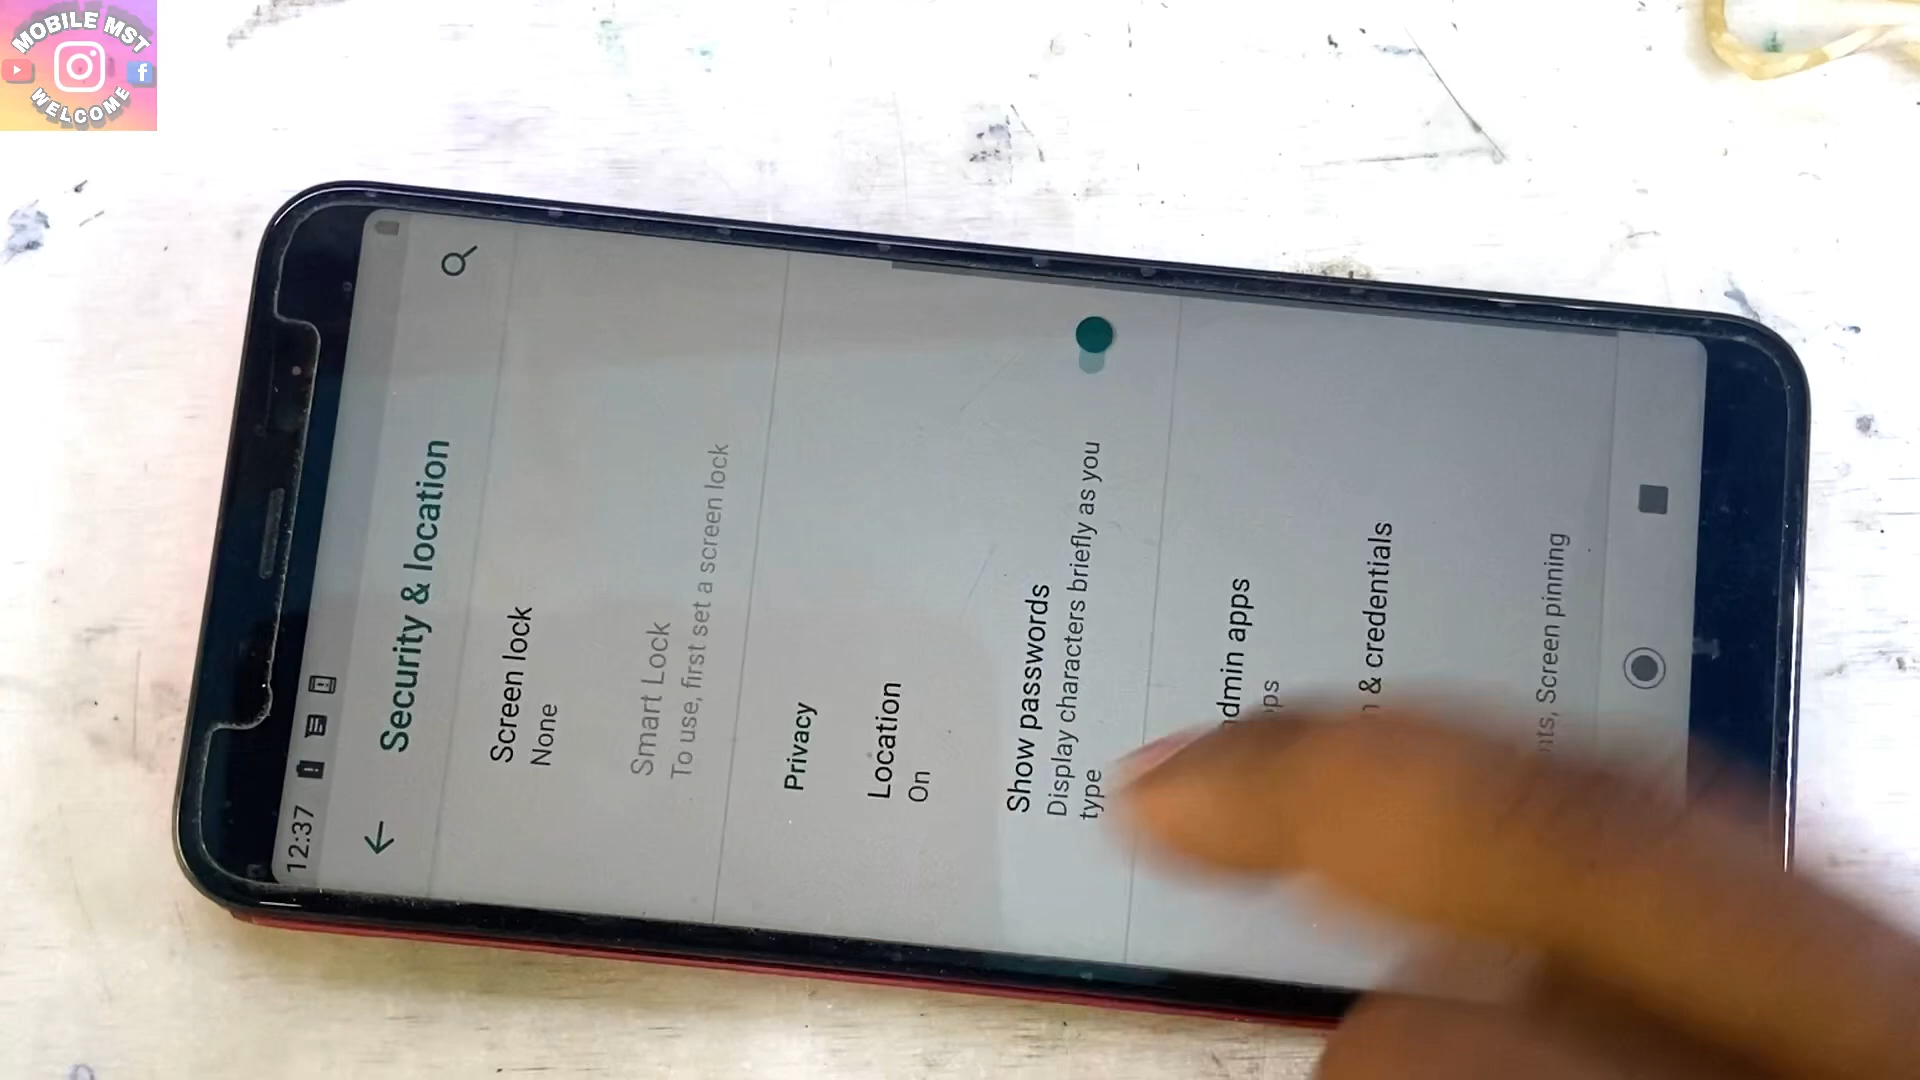 MOBILE MST
WELCOME
12:37
Security & location
Screen lock
None
Smart Lock
To use, first set a screen lock
Privacy
Location
On
Show passwords
Display characters briefly as you
type
apps
& credentials
Screen pinning